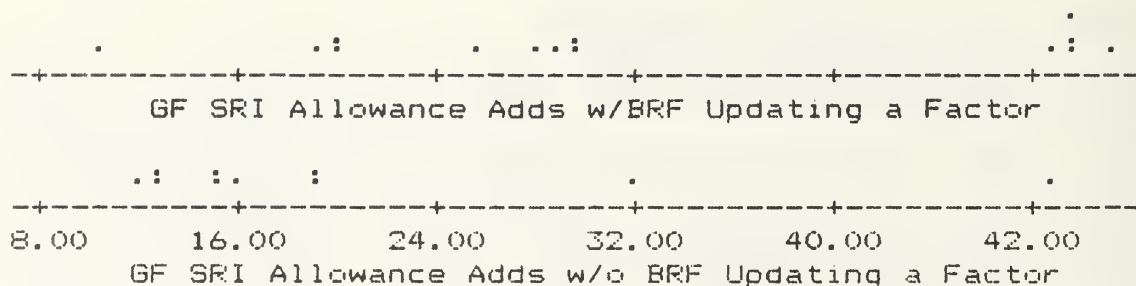 GF SRI Allowance Adds w/BRF Updating a Factor
8.00 16.00 24.00 32.00 40.00 42.00
GF SRI Allowance Adds w/o BRF Updating a Factor